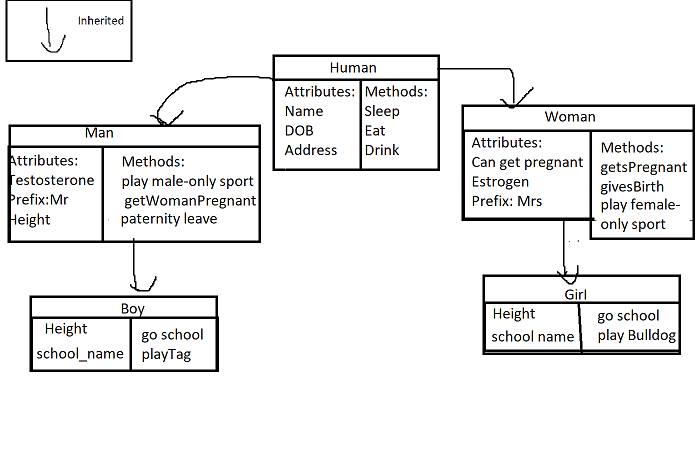 Inherited
Human
Attributes:
Name
DOB
Address
Methods:
Sleep
Eat
Drink
Man
Attributes:
Testosterone
Prefix:Mr
Height
Methods:
play male-only sport
getWomanPregnant
paternity leave
Woman
Attributes:
Can get pregnant
Estrogen
Prefix: Mrs
Methods:
getsPregnant
givesBirth
play female-
only sport
Boy
Height
school_name
go school
playTag
Girl
Height
school name
go school
play Bulldog